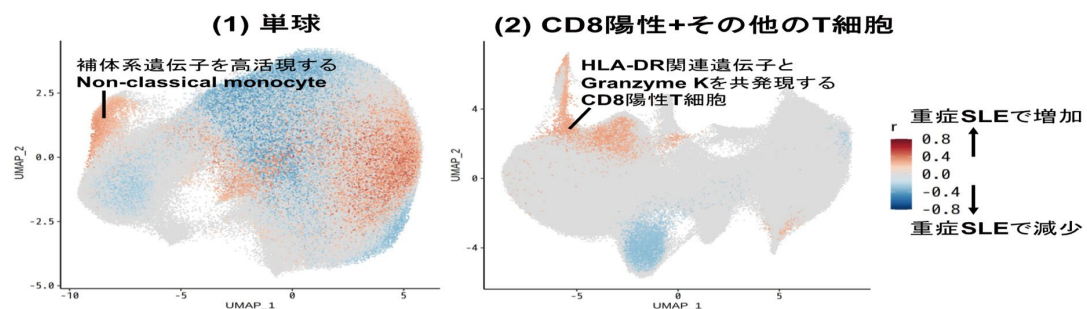 (1) 単球
補体系遺伝子を高活現する
Non-classical monocyte
UMAP_2
2.5
0.0
-2.5
-5.0
-10
-5
0
5
UMAP_1
(2) CD8陽性+その他のT細胞
HLA-DR関連遺伝子と
Granzyme Kを共発現する
CD8陽性T細胞
UMAP_2
4
0
-4
-5
0
5
UMAP_1
重症SLEで増加
r
0.8
0.4
0.0
-0.4
-0.8
重症SLEで減少